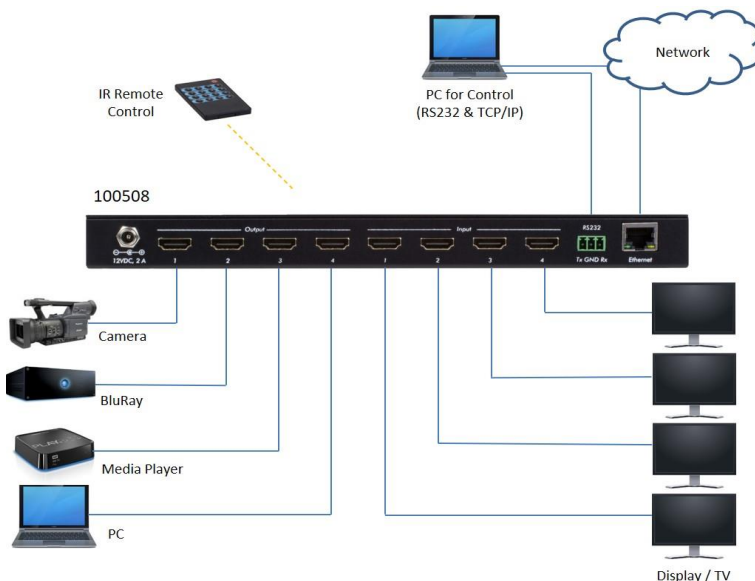 Network
IR Remote
Control
PC for Control
(RS232 & TCP/IP)
100508
Output
Input
RS232
12VDC, 2 A
1
2
3
4
1
2
3
4
Tx GND Rx
Ethernet
Camera
BluRay
Media Player
PC
Display / TV